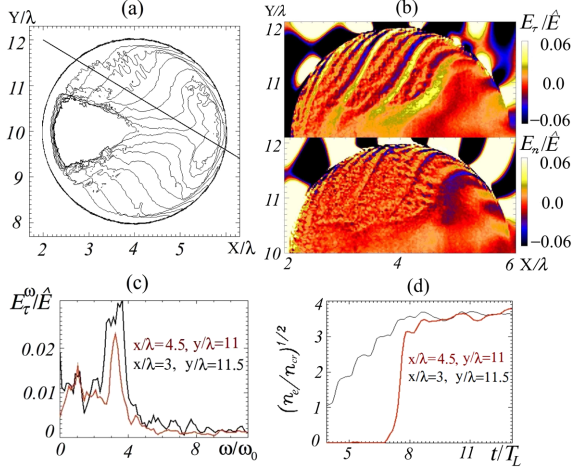 (a)
Y/λ
12
11
10
9
8
2 3 4 5 6
X/λ
(b)
Y/λ
12
11
12
11
10
2 4 6
X/λ
E_τ/Ê
0.06
0.0
−0.06
E_n/Ê
0.06
0.0
−0.06
(c)
E_τ^ω/Ê
0.02
0.01
0
x/λ=4.5, y/λ=11
x/λ=3, y/λ=11.5
0 4 8
ω/ω₀
(d)
(n_e/n_cr)^1/2
4
3
2
1
0
x/λ=4.5, y/λ=11
x/λ=3, y/λ=11.5
5 8 11
t/T_L